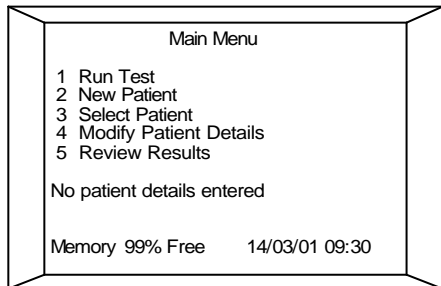 Main Menu
1 Run Test
2 New Patient
3 Select Patient
4 Modify Patient Details
5 Review Results
No patient details entered
Memory 99% Free 14/03/01 09:30